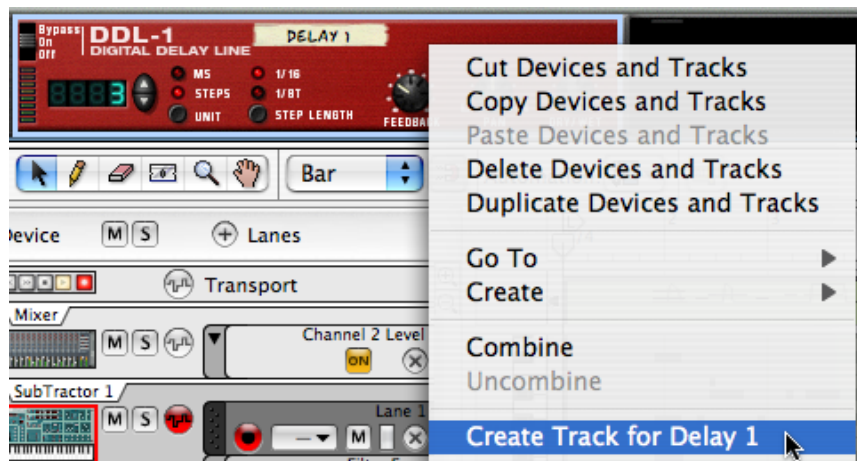 Bypass
On
Off
DDL-1
DIGITAL DELAY LINE
DELAY 1
MS
STEPS
UNIT
1/16
1/8T
STEP LENGTH
3
FEEDBA
Cut Devices and Tracks
Copy Devices and Tracks
Paste Devices and Tracks
Delete Devices and Tracks
Duplicate Devices and Tracks
Go To
Create
Combine
Uncombine
Create Track for Delay 1
Bar
Device M S Lanes
Transport
Mixer
M S Channel 2 Level
ON
SubTractor 1
M S Lane 1
M